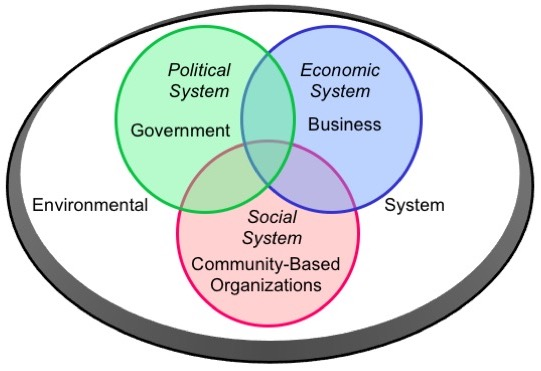 Political
System
Government
Economic
System
Business
Environmental
System
Social
System
Community-Based
Organizations